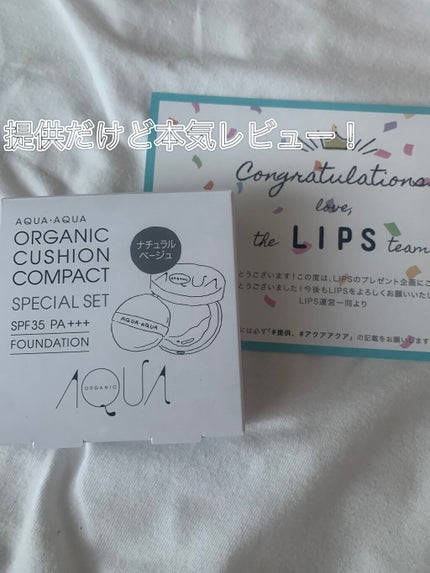 提供だけど本気レビュー！
Congratulations.
love,
the LIPS team
とうございます！この度は、LIPSのプレゼント企画にご
とうございました！今後もLIPSをよろしくお願いいたし
LIPS運営一同より
には必ず「#提供、#アクアアクア」の記載をお願いします
AQUA・AQUA
ORGANIC
CUSHION
COMPACT
SPECIAL SET
SPF35 PA+++
FOUNDATION
ナチュラル
ベージュ
AQUA
AQUA・AQUA
AQUA
ORGANIC